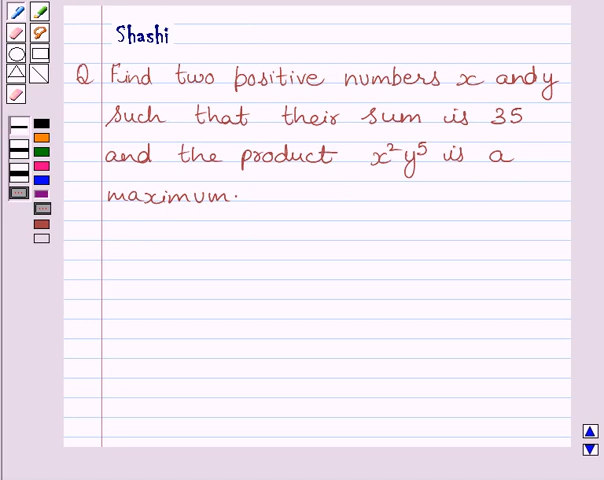 Shashi
Q Find two positive numbers x and y
such that their sum is 35
and the product x²y⁵ is a
maximum.